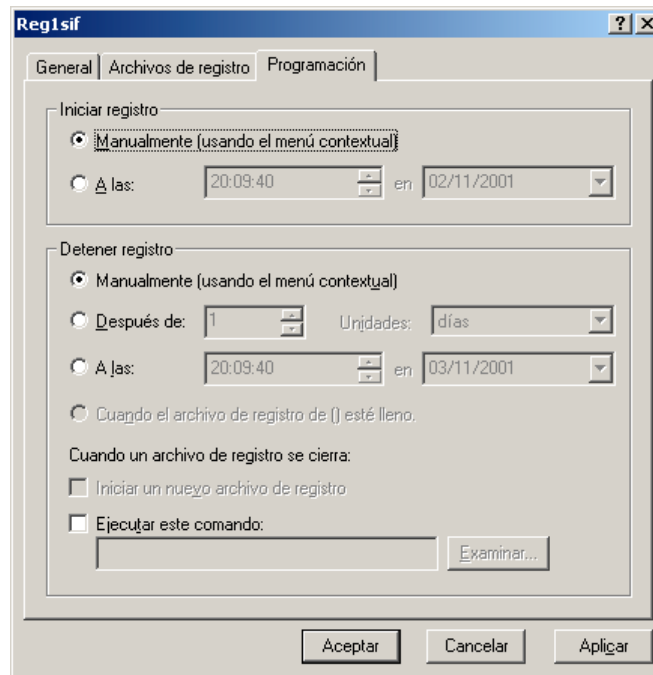 Reg1sif
General Archivos de registro Programación
Iniciar registro
Manualmente (usando el menú contextual)
A las: 20:09:40 en 02/11/2001
Detener registro
Manualmente (usando el menú contextual)
Después de: 1 Unidades: días
A las: 20:09:40 en 03/11/2001
Cuando el archivo de registro de () esté lleno.
Cuando un archivo de registro se cierra:
Iniciar un nuevo archivo de registro
Ejecutar este comando:
Examinar...
Aceptar Cancelar Aplicar